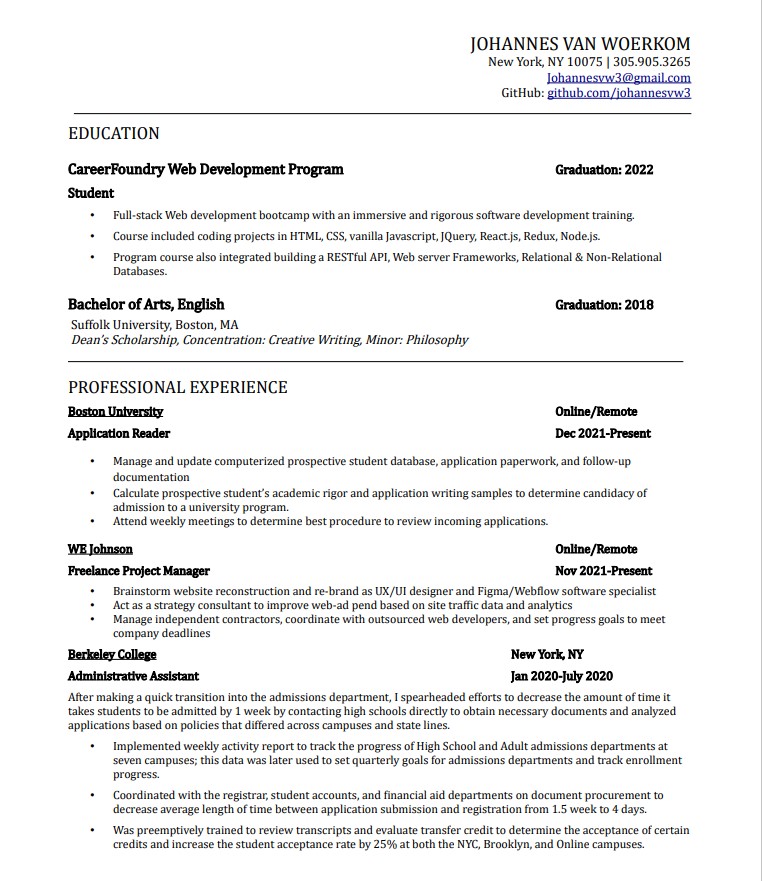 JOHANNES VAN WOERKOM
New York, NY 10075 | 305.905.3265
Johannesvw3@gmail.com
GitHub: github.com/johannesvw3
EDUCATION
CareerFoundry Web Development Program Graduation: 2022
Student
• Full-stack Web development bootcamp with an immersive and rigorous software development training.
• Course included coding projects in HTML, CSS, vanilla Javascript, JQuery, React.js, Redux, Node.js.
• Program course also integrated building a RESTful API, Web server Frameworks, Relational & Non-Relational
Databases.
Bachelor of Arts, English Graduation: 2018
Suffolk University, Boston, MA
Dean's Scholarship, Concentration: Creative Writing, Minor: Philosophy
PROFESSIONAL EXPERIENCE
Boston University Online/Remote
Application Reader Dec 2021-Present
• Manage and update computerized prospective student database, application paperwork, and follow-up
documentation
• Calculate prospective student's academic rigor and application writing samples to determine candidacy of
admission to a university program.
• Attend weekly meetings to determine best procedure to review incoming applications.
WE Johnson Online/Remote
Freelance Project Manager Nov 2021-Present
• Brainstorm website reconstruction and re-brand as UX/UI designer and Figma/Webflow software specialist
• Act as a strategy consultant to improve web-ad pend based on site traffic data and analytics
• Manage independent contractors, coordinate with outsourced web developers, and set progress goals to meet
company deadlines
Berkeley College New York, NY
Administrative Assistant Jan 2020-July 2020
After making a quick transition into the admissions department, I spearheaded efforts to decrease the amount of time it
takes students to be admitted by 1 week by contacting high schools directly to obtain necessary documents and analyzed
applications based on policies that differed across campuses and state lines.
• Implemented weekly activity report to track the progress of High School and Adult admissions departments at
seven campuses; this data was later used to set quarterly goals for admissions departments and track enrollment
progress.
• Coordinated with the registrar, student accounts, and financial aid departments on document procurement to
decrease average length of time between application submission and registration from 1.5 week to 4 days.
• Was preemptively trained to review transcripts and evaluate transfer credit to determine the acceptance of certain
credits and increase the student acceptance rate by 25% at both the NYC, Brooklyn, and Online campuses.